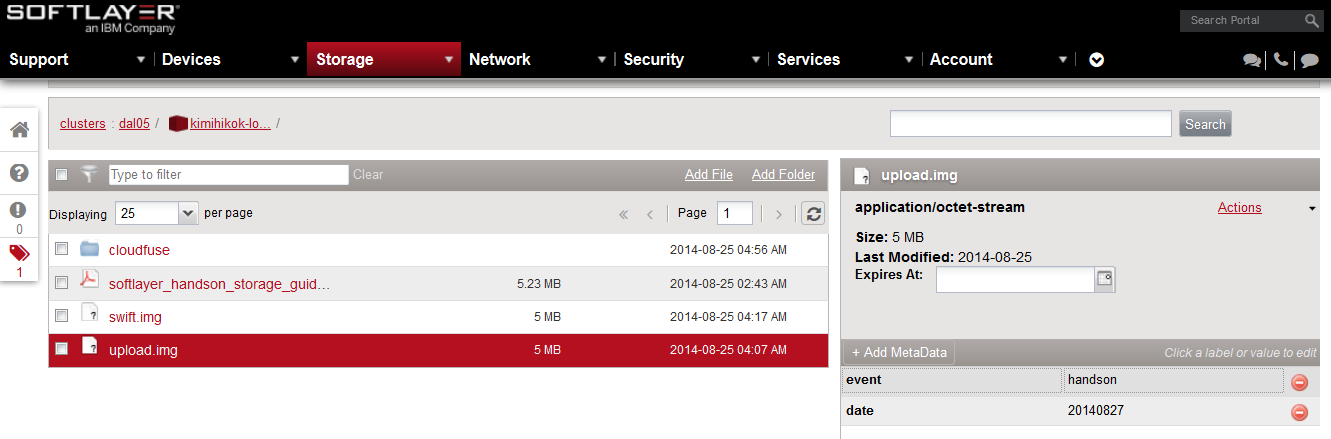 SOFTLAYER®
an IBM Company
Search Portal
Support Devices Storage Network Security Services Account
clusters : dal05 / kimihikok-lo... /
Search
0
1
Type to filter Clear Add File Add Folder
Displaying 25 per page Page 1
cloudfuse 2014-08-25 04:56 AM
softlayer_handson_storage_guid... 5.23 MB 2014-08-25 02:43 AM
swift.img 5 MB 2014-08-25 04:17 AM
upload.img 5 MB 2014-08-25 04:07 AM
upload.img
application/octet-stream Actions
Size: 5 MB
Last Modified: 2014-08-25
Expires At:
+ Add MetaData Click a label or value to edit
event handson
date 20140827